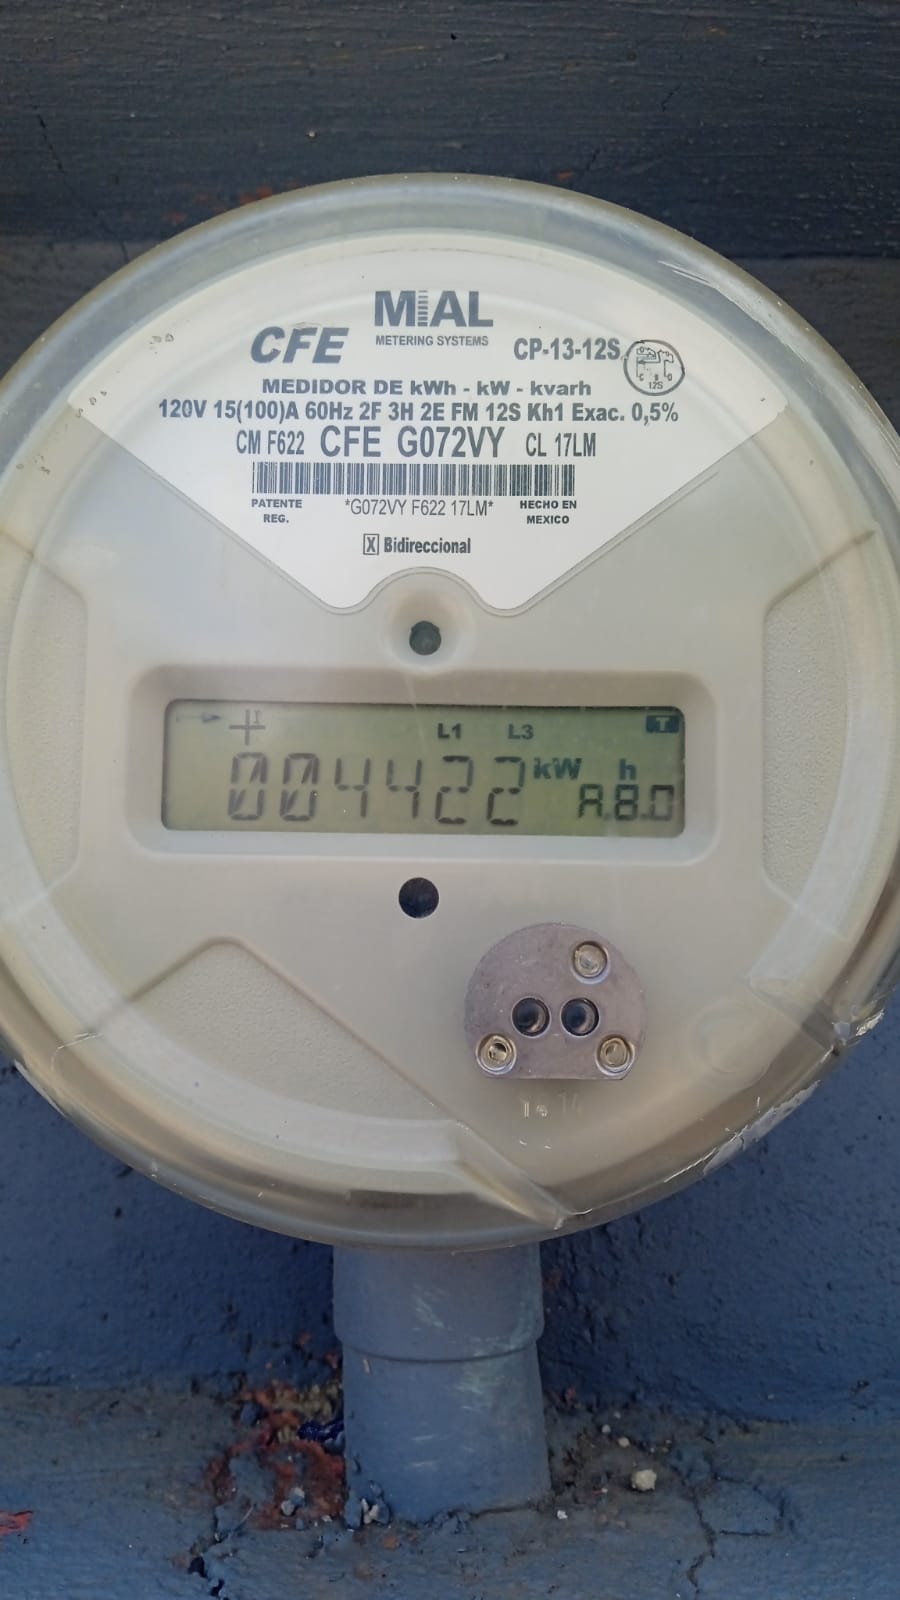 MIAL
METERING SYSTEMS
CFE
CP-13-12S
12S
MEDIDOR DE kWh - kW - kvarh
120V 15(100)A 60Hz 2F 3H 2E FM 12S Kh1 Exac. 0,5%
CM F622 CFE G072VY CL 17LM
PATENTE REG.
*G072VY F622 17LM*
HECHO EN MEXICO
X Bidireccional
L1 L3 T
004422 kW h A.8.0
14